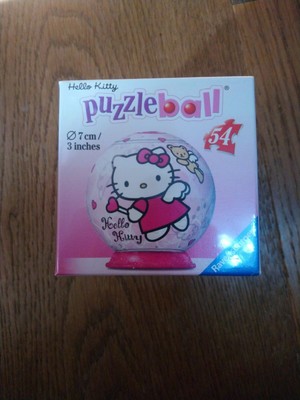 Hello Kitty
puzzleball®
Ø 7 cm /
3 inches
54
Hello
Kitty